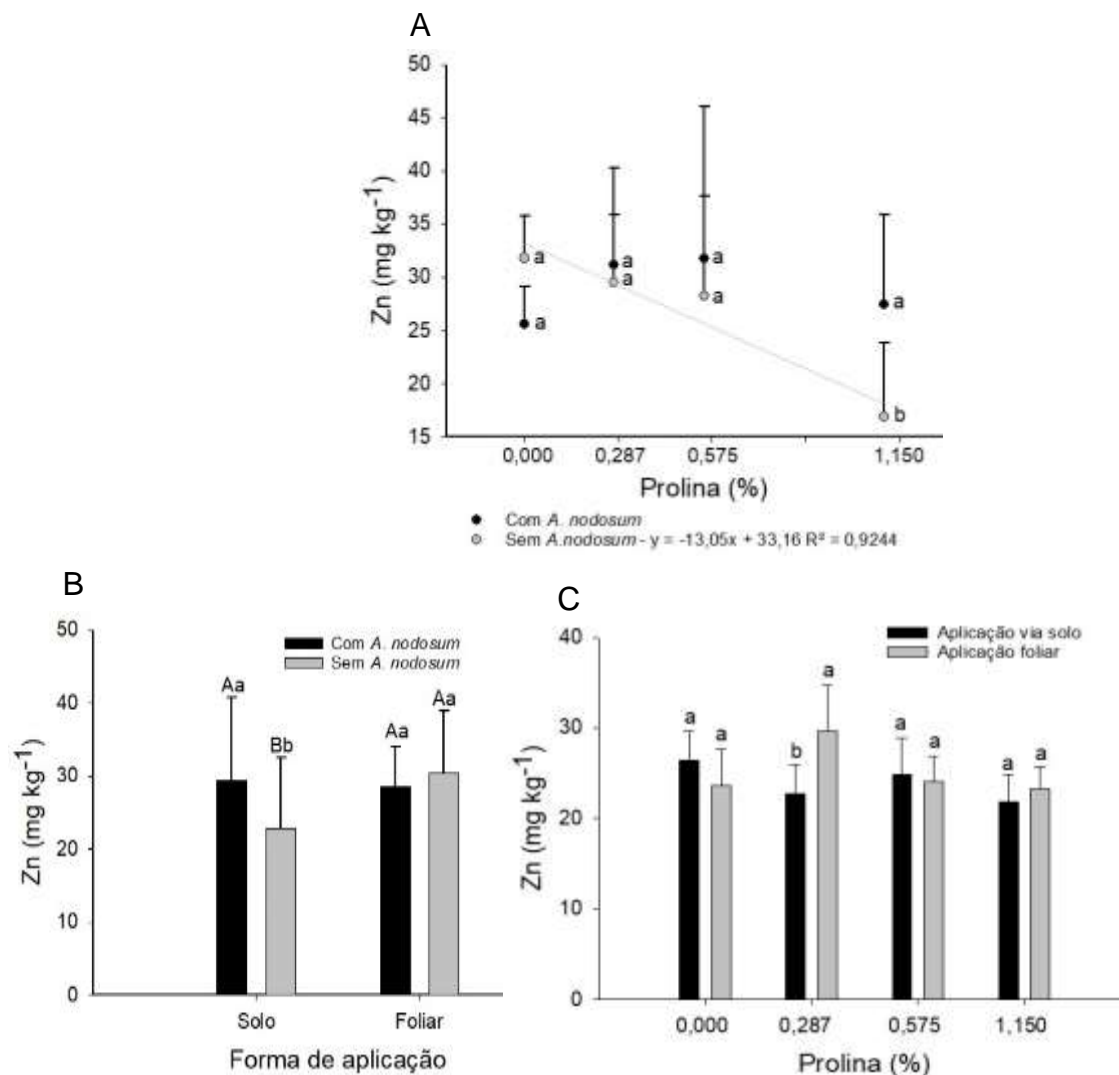 A
50
45
40
35
30
25
20
15
Zn (mg kg-1)
a
a
a
a
a
a
a
b
0,000 0,287 0,575 1,150
Prolina (%)
Com A. nodosum
Sem A.nodosum - y = -13,05x + 33,16 R² = 0,9244
B
50
40
30
20
10
0
Zn (mg kg-1)
Com A. nodosum
Sem A. nodosum
Aa
Bb
Aa
Aa
Solo Foliar
Forma de aplicação
C
40
30
20
10
0
Zn (mg kg-1)
Aplicação via solo
Aplicação foliar
a
a
b
a
a
a
a
a
0,000 0,287 0,575 1,150
Prolina (%)